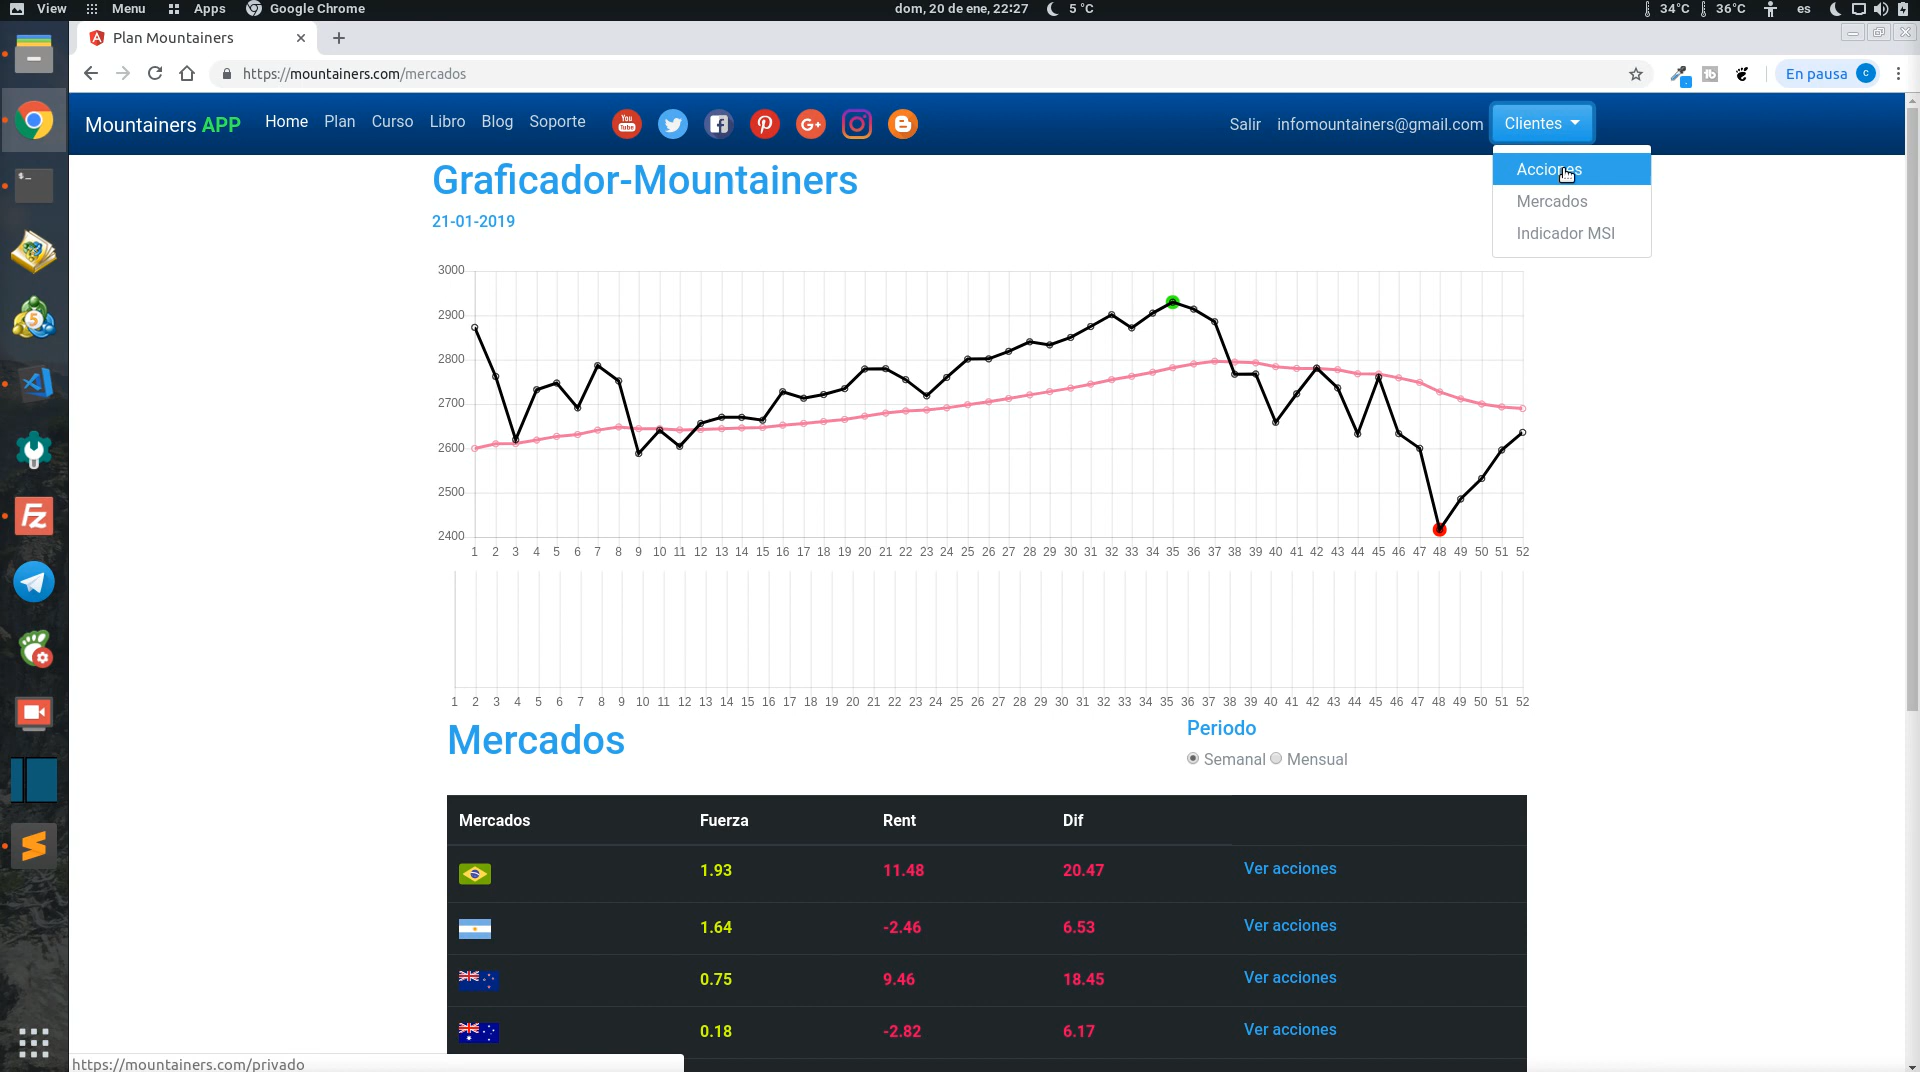 View Menu Apps Google Chrome dom, 20 de ene, 22:27 5 °C 34°C 36°C es
Plan Mountainers
https://mountainers.com/mercados En pausa c
Mountainers APP Home Plan Curso Libro Blog Soporte You Tube G+ Salir infomountainers@gmail.com Clientes
Acciones
Mercados
Indicador MSI
Graficador-Mountainers
21-01-2019
3000
2900
2800
2700
2600
2500
2400
1 2 3 4 5 6 7 8 9 10 11 12 13 14 15 16 17 18 19 20 21 22 23 24 25 26 27 28 29 30 31 32 33 34 35 36 37 38 39 40 41 42 43 44 45 46 47 48 49 50 51 52
1 2 3 4 5 6 7 8 9 10 11 12 13 14 15 16 17 18 19 20 21 22 23 24 25 26 27 28 29 30 31 32 33 34 35 36 37 38 39 40 41 42 43 44 45 46 47 48 49 50 51 52
Mercados
Periodo
Semanal Mensual
Mercados Fuerza Rent Dif
1.93 11.48 20.47 Ver acciones
1.64 -2.46 6.53 Ver acciones
0.75 9.46 18.45 Ver acciones
0.18 -2.82 6.17 Ver acciones
https://mountainers.com/privado